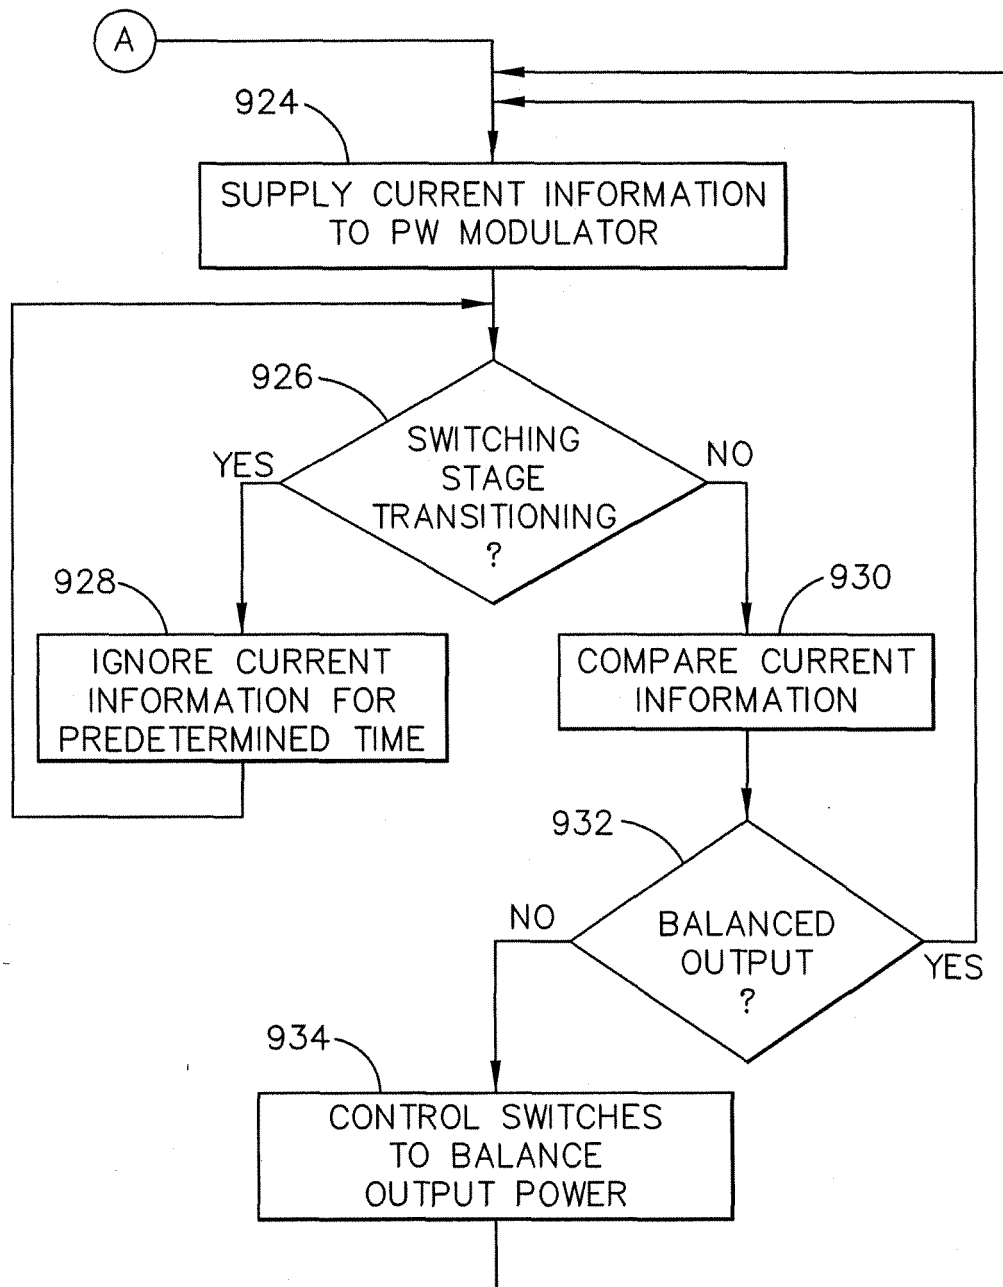 A
924
SUPPLY CURRENT INFORMATION
TO PW MODULATOR
926
SWITCHING
STAGE
TRANSITIONING
?
YES
NO
928
IGNORE CURRENT
INFORMATION FOR
PREDETERMINED TIME
930
COMPARE CURRENT
INFORMATION
932
BALANCED
OUTPUT
?
NO
YES
934
CONTROL SWITCHES
TO BALANCE
OUTPUT POWER